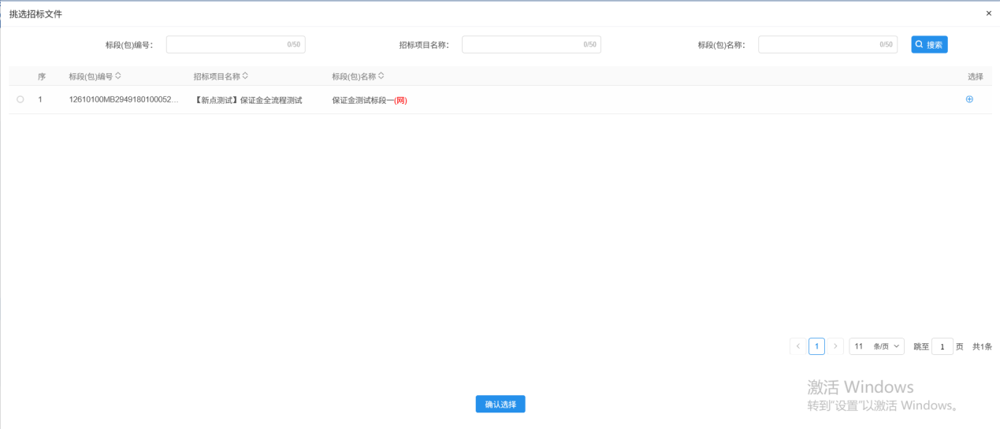 挑选招标文件 ×
标段(包)编号： 0/50 招标项目名称： 0/50 标段(包)名称： 0/50 搜索
序 标段(包)编号 招标项目名称 标段(包)名称 选择
1 12610100MB2949180100052... 【新点测试】保证金全流程测试 保证金测试标段一(网)
1 11 条/页 跳至 1 页 共1条
激活 Windows
转到"设置"以激活 Windows。
确认选择